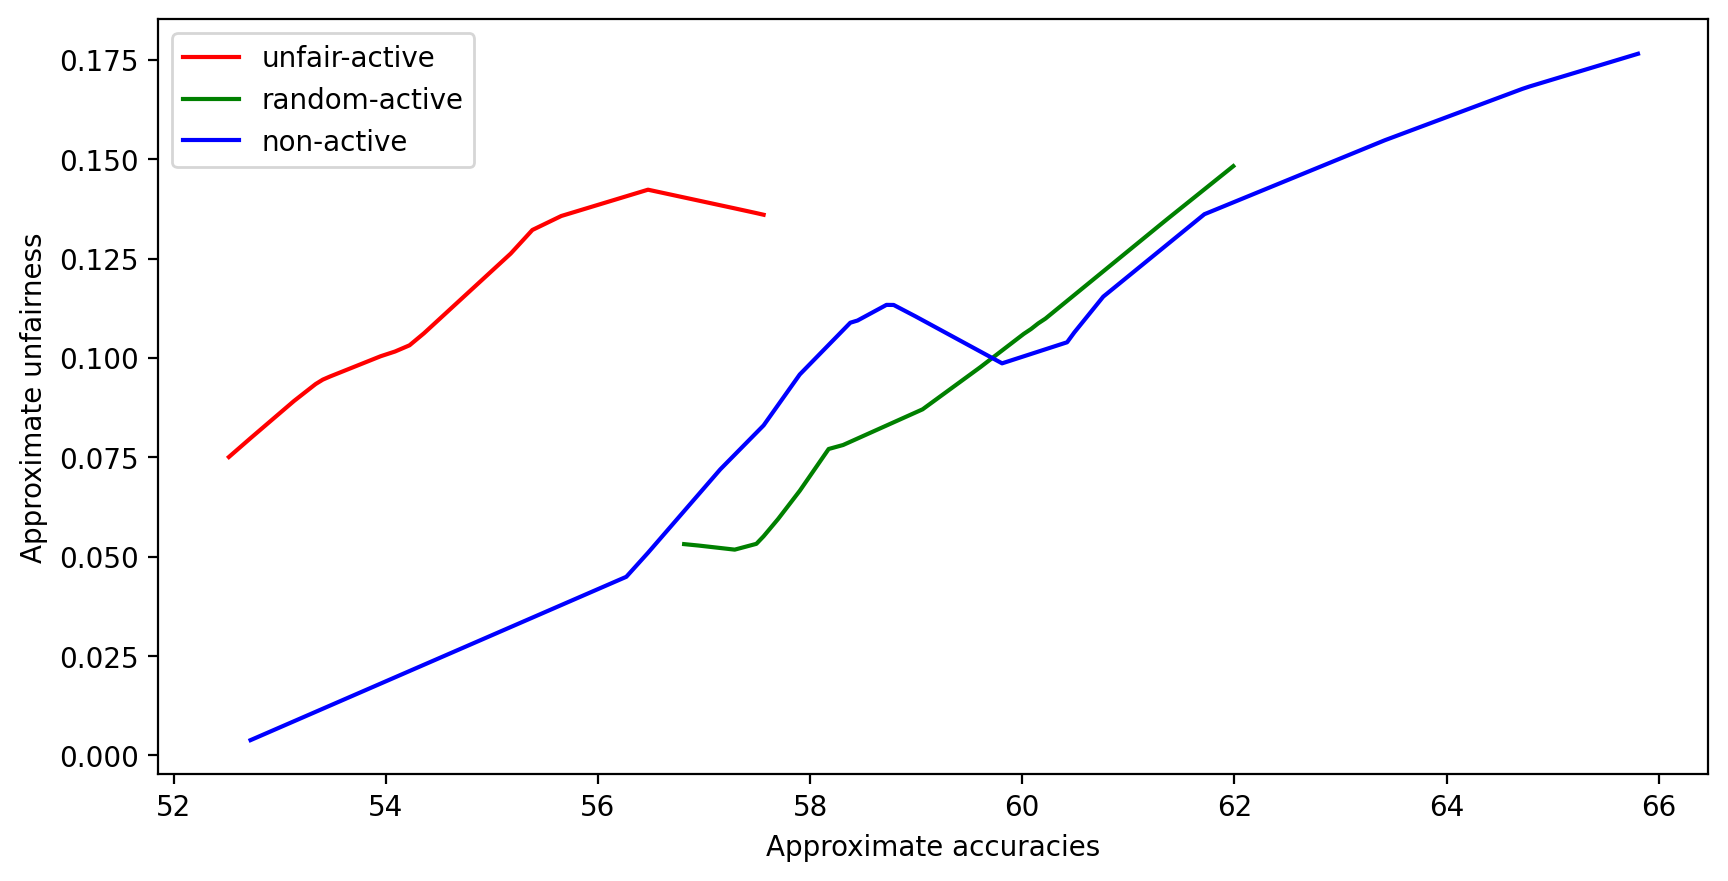 unfair-active
random-active
non-active
Approximate unfairness
0.175
0.150
0.125
0.100
0.075
0.050
0.025
0.000
52 54 56 58 60 62 64 66
Approximate accuracies